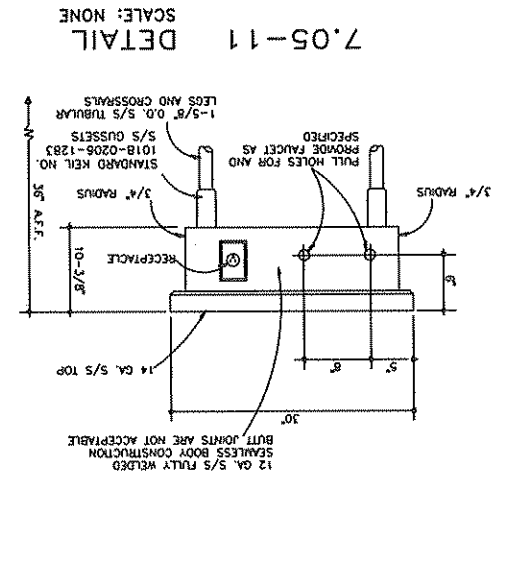 12 GA. S/S FULLY WELDED
SEAMLESS BODY CONSTRUCTION
BUTT JOINTS ARE NOT ACCEPTABLE
30"
5"
6"
14 GA. S/S TOP
6"
RECEPTACLE
10-3/8"
36" A.F.F.
3/4" RADIUS
3/4" RADIUS
PULL HOLES FOR AND
PROVIDE FAUCET AS
SPECIFIED
STANDARD KEIL NO.
1018-0206-1283
S/S GUSSETS
1-5/8" O.D. S/S TUBULAR
LEGS AND CROSSRAILS
7.05-11 DETAIL
SCALE: NONE